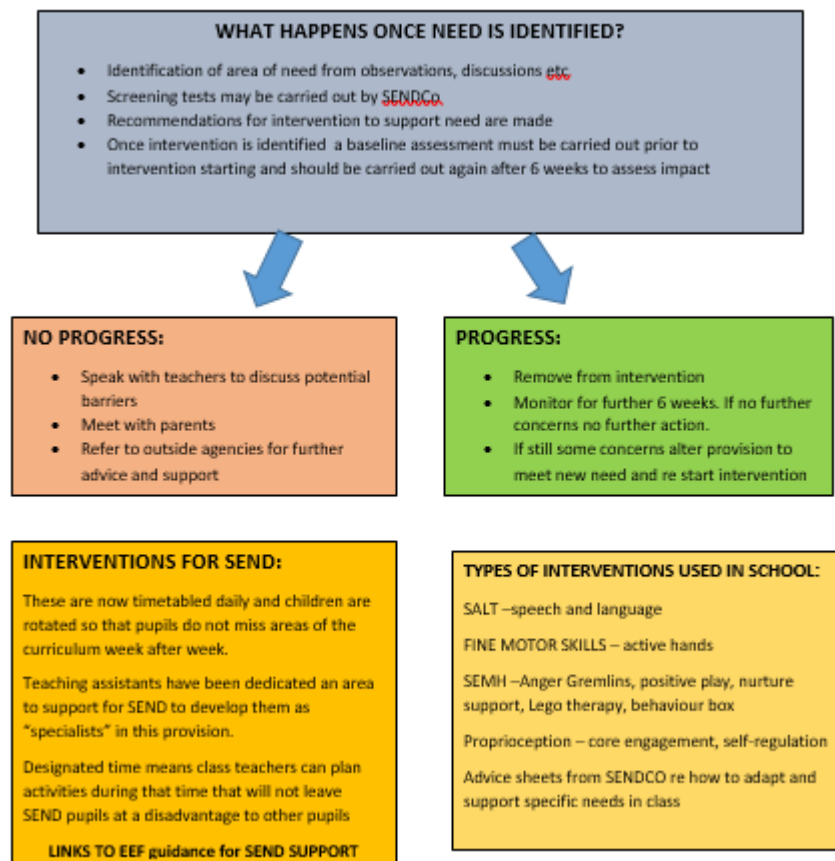 WHAT HAPPENS ONCE NEED IS IDENTIFIED?
• Identification of area of need from observations, discussions etc
• Screening tests may be carried out by SENDCo.
• Recommendations for intervention to support need are made
• Once intervention is identified a baseline assessment must be carried out prior to
intervention starting and should be carried out again after 6 weeks to assess impact
NO PROGRESS:
• Speak with teachers to discuss potential
barriers
• Meet with parents
• Refer to outside agencies for further
advice and support
PROGRESS:
• Remove from intervention
• Monitor for further 6 weeks. If no further
concerns no further action.
• If still some concerns alter provision to
meet new need and re start intervention
INTERVENTIONS FOR SEND:
These are now timetabled daily and children are
rotated so that pupils do not miss areas of the
curriculum week after week.
Teaching assistants have been dedicated an area
to support for SEND to develop them as
“specialists” in this provision.
Designated time means class teachers can plan
activities during that time that will not leave
SEND pupils at a disadvantage to other pupils
LINKS TO EEF guidance for SEND SUPPORT
TYPES OF INTERVENTIONS USED IN SCHOOL:
SALT –speech and language
FINE MOTOR SKILLS – active hands
SEMH –Anger Gremlins, positive play, nurture
support, Lego therapy, behaviour box
Proprioception – core engagement, self-regulation
Advice sheets from SENDCO re how to adapt and
support specific needs in class